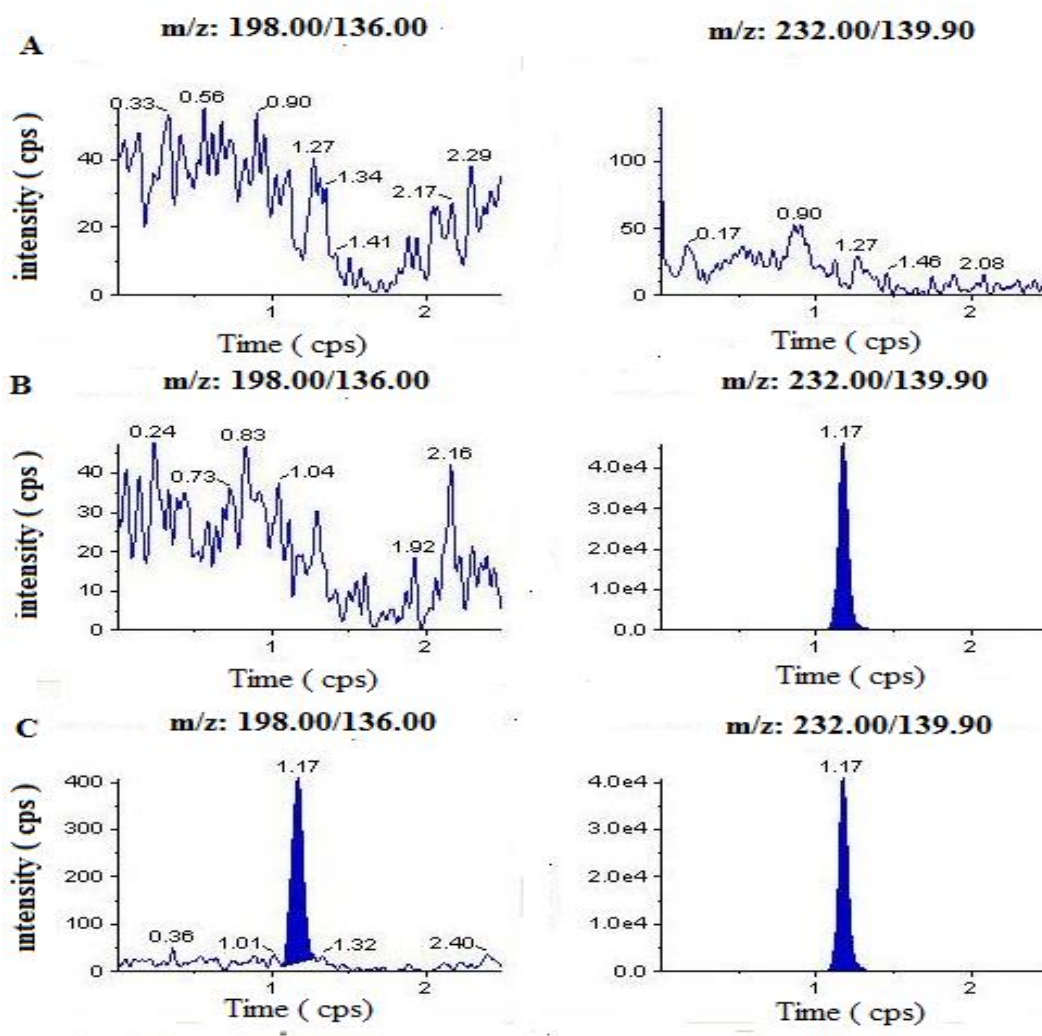 m/z: 198.00/136.00
m/z: 232.00/139.90
A
intensity ( cps)
0.33
0.56
0.90
1.27
1.34
1.41
2.17
2.29
40
20
0
1
2
Time ( cps)
0.17
0.90
1.27
1.46
2.08
100
50
0
1
2
Time ( cps)
B
m/z: 198.00/136.00
m/z: 232.00/139.90
intensity ( cps)
0.24
0.73
0.83
1.04
1.92
2.16
40
30
20
10
0
1
2
Time ( cps)
1.17
4.0e4
3.0e4
2.0e4
1.0e4
0.0
1
2
Time ( cps)
C
m/z: 198.00/136.00
m/z: 232.00/139.90
intensity ( cps)
1.17
0.36
1.01
1.32
2.40
400
300
200
100
0
1
2
Time ( cps)
1.17
4.0e4
3.0e4
2.0e4
1.0e4
0.0
1
2
Time ( cps)